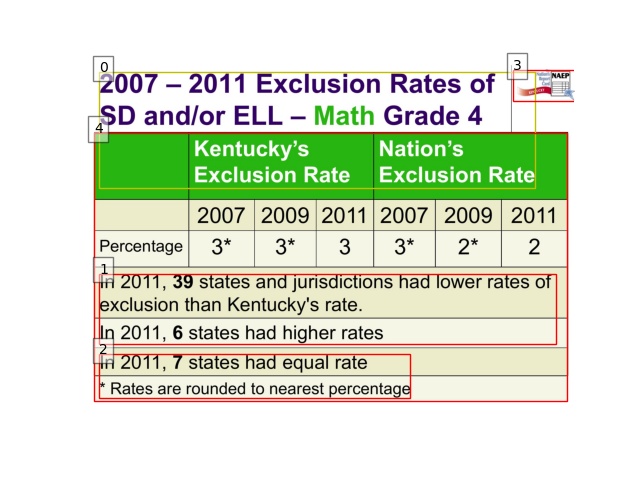 0
3
2007 – 2011 Exclusion Rates of
SD and/or ELL – Math Grade 4
NAEP
4
Kentucky's Exclusion Rate Nation's Exclusion Rate
2007 2009 2011 2007 2009 2011
Percentage 3* 3* 3 3* 2* 2
1
In 2011, 39 states and jurisdictions had lower rates of
exclusion than Kentucky's rate.
In 2011, 6 states had higher rates
2
In 2011, 7 states had equal rate
* Rates are rounded to nearest percentage